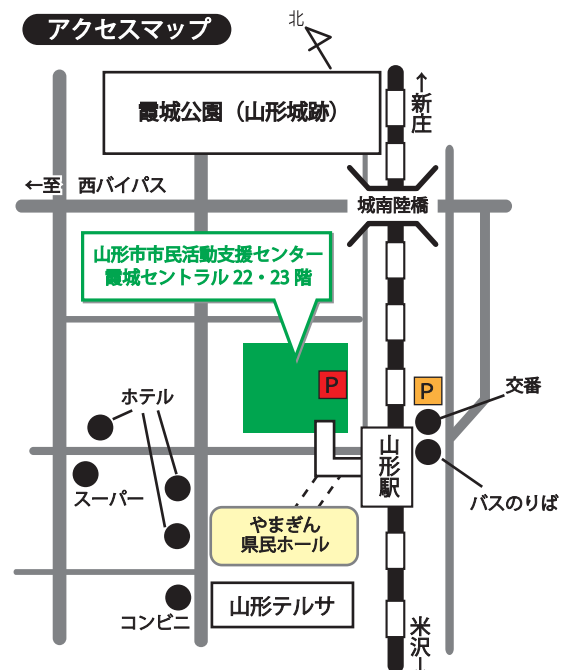 アクセスマップ
北
霞城公園（山形城跡）
↑
新庄
←至　西バイパス
城南陸橋
山形市市民活動支援センター
霞城セントラル 22・23 階
P
P
交番
ホテル
山形駅
スーパー
バスのりば
やまぎん
県民ホール
山形テルサ
コンビニ
米沢
↓